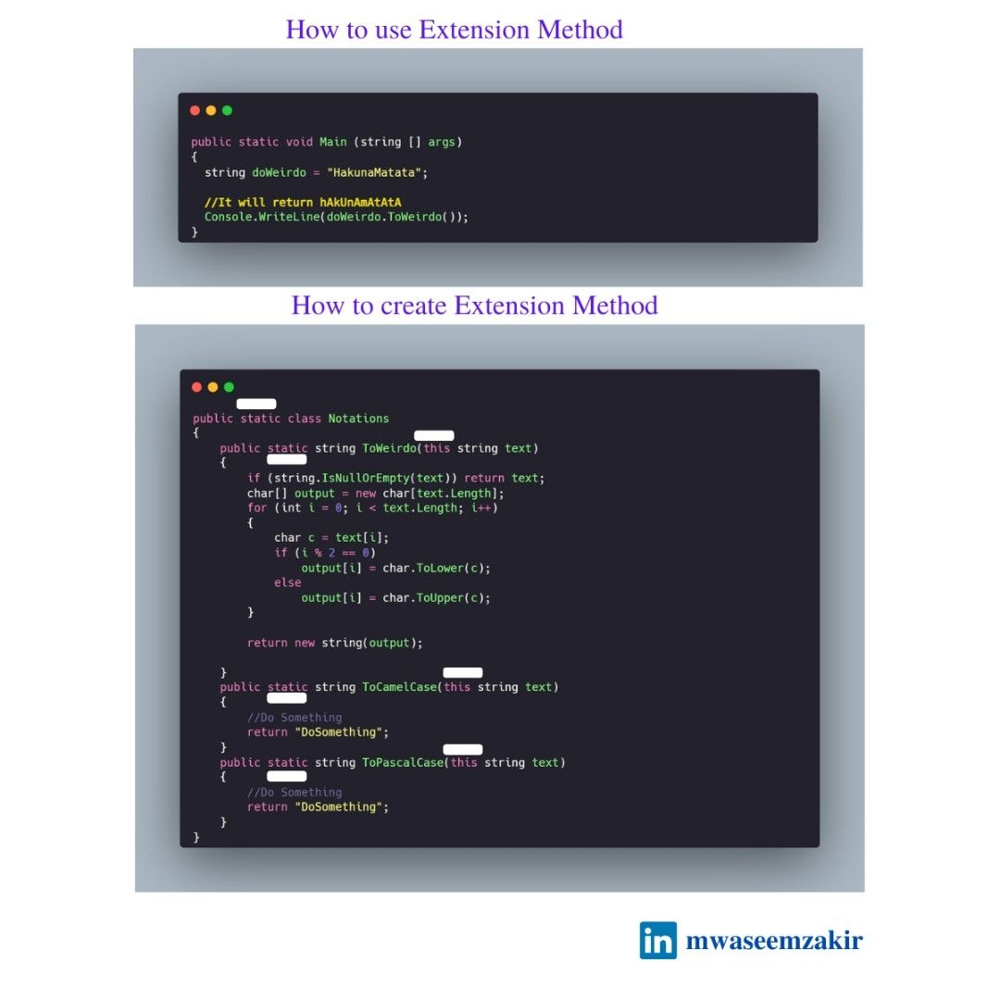 How to use Extension Method
public static void Main (string [] args)
{
  string doWeirdo = "HakunaMatata";
  //It will return hAkUnAmAtAtA
  Console.WriteLine(doWeirdo.ToWeirdo());
}
How to create Extension Method
public static class Notations
{
    public static string ToWeirdo(this string text)
    {
        if (string.IsNullOrEmpty(text)) return text;
        char[] output = new char[text.Length];
        for (int i = 0; i < text.Length; i++)
        {
            char c = text[i];
            if (i % 2 == 0)
                output[i] = char.ToLower(c);
            else
                output[i] = char.ToUpper(c);
        }
        return new string(output);
    }
    public static string ToCamelCase(this string text)
    {
        //Do Something
        return "DoSomething";
    }
    public static string ToPascalCase(this string text)
    {
        //Do Something
        return "DoSomething";
    }
}
in mwaseemzakir